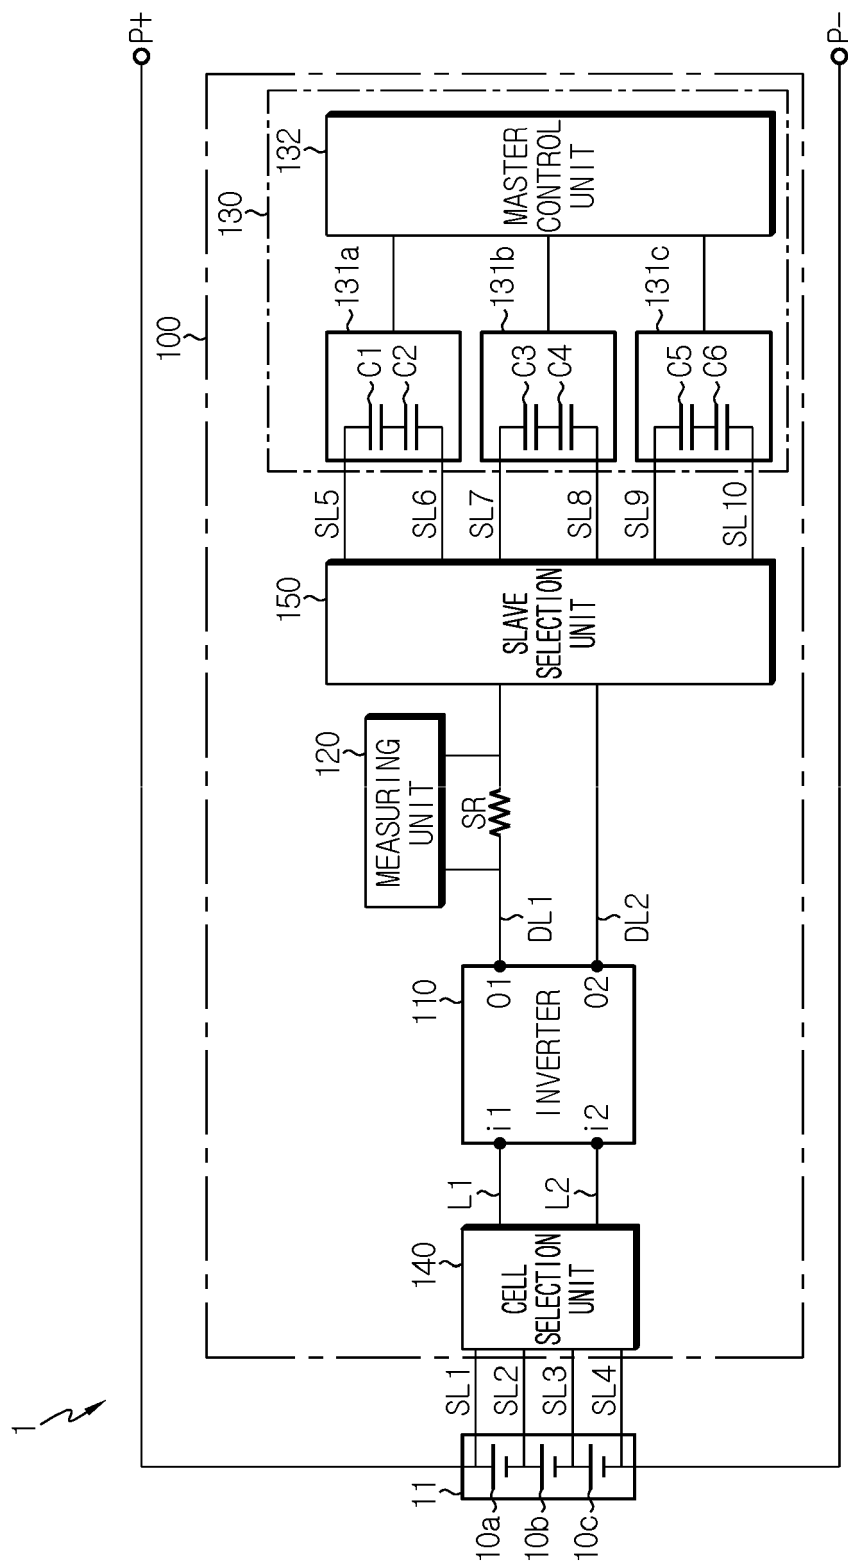 1
P+
P-
100
130
132
MASTER
CONTROL
UNIT
131a
131b
131c
C1
C2
C3
C4
C5
C6
SL5
SL6
SL7
SL8
SL9
SL10
150
SLAVE
SELECTION
UNIT
120
MEASURING
UNIT
SR
DL1
DL2
110
O1
O2
INVERTER
i1
i2
L1
L2
140
CELL
SELECTION
UNIT
SL1
SL2
SL3
SL4
11
10a
10b
10c